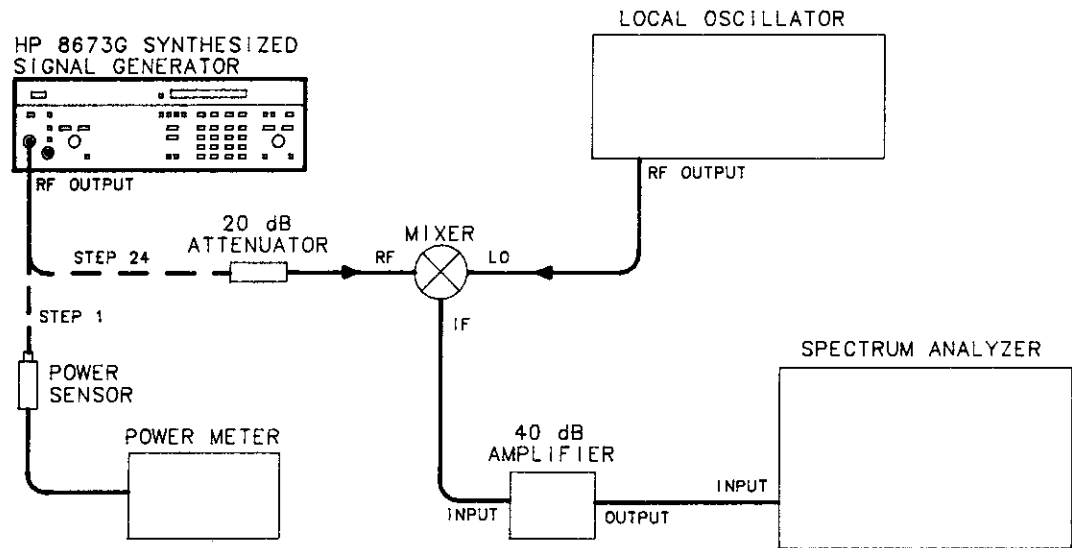 LOCAL OSCILLATOR
HP 8673G SYNTHESIZED
SIGNAL GENERATOR
RF OUTPUT
RF OUTPUT
20 dB
ATTENUATOR
MIXER
STEP 24
RF
LO
STEP 1
IF
POWER
SENSOR
SPECTRUM ANALYZER
POWER METER
40 dB
AMPLIFIER
INPUT
OUTPUT
INPUT